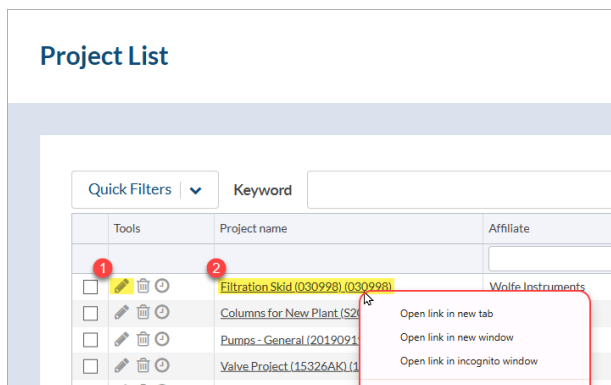 Project List
Quick Filters Keyword
Tools Project name Affiliate
1 2
Filtration Skid (030998) (030998) Wolfe Instruments
Columns for New Plant (S20
Open link in new tab
Pumps - General (2019091
Open link in new window
Valve Project (15326AK) (1
Open link in incognito window